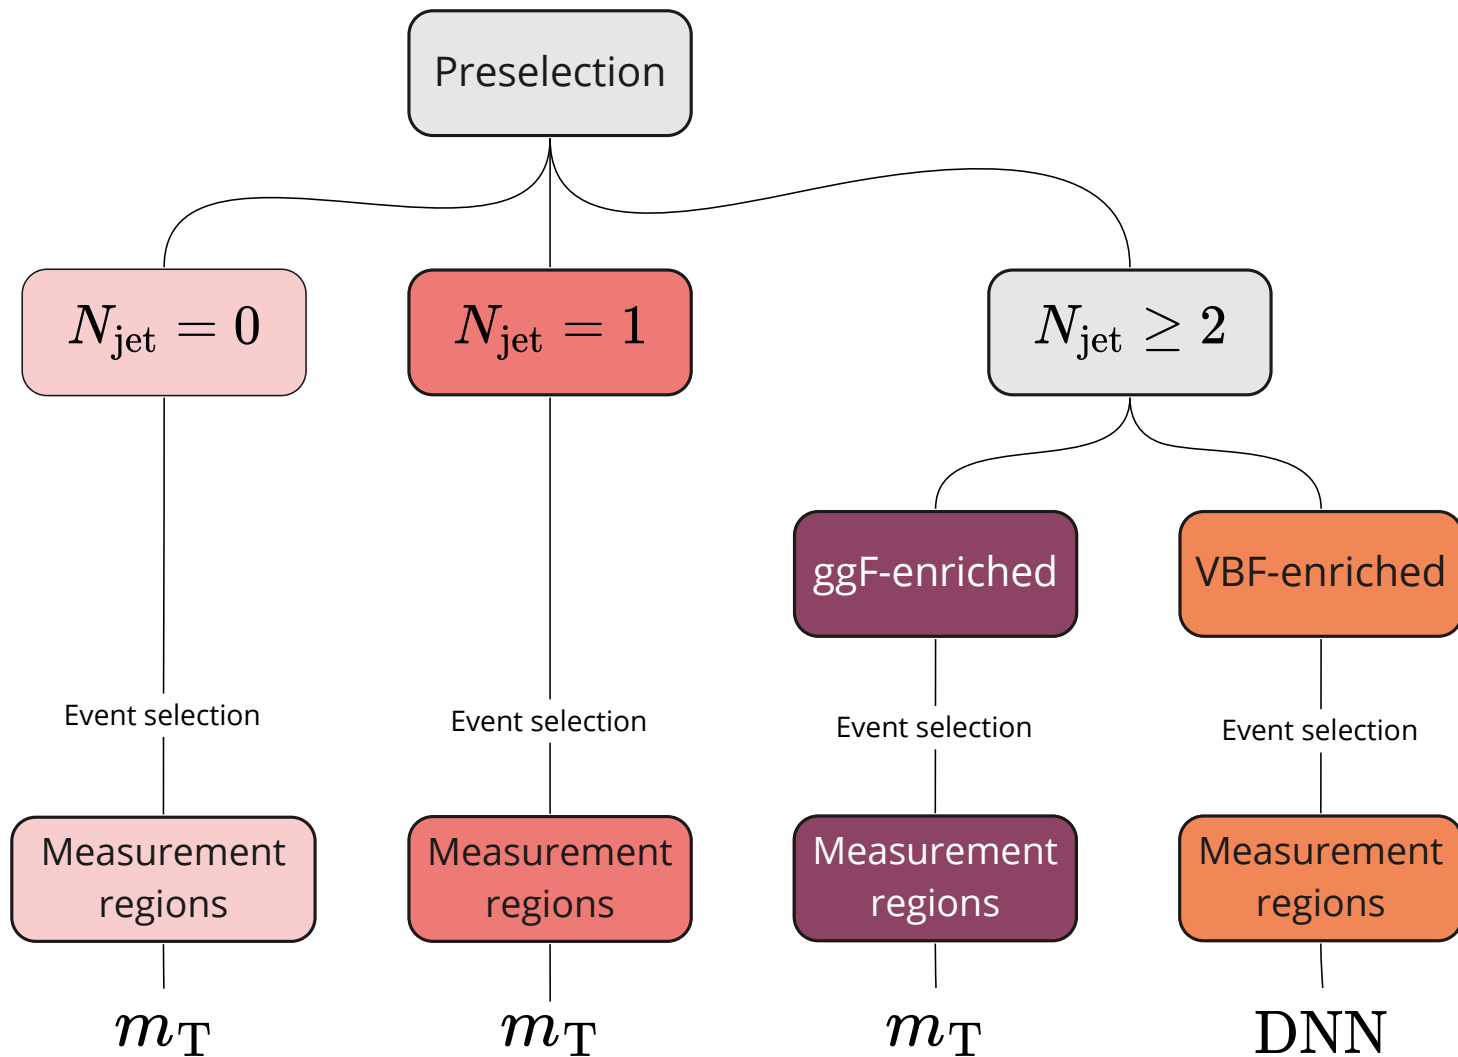 Preselection
N_jet = 0
N_jet = 1
N_jet ≥ 2
ggF-enriched
VBF-enriched
Event selection
Event selection
Event selection
Event selection
Measurement
regions
Measurement
regions
Measurement
regions
Measurement
regions
m_T
m_T
m_T
DNN